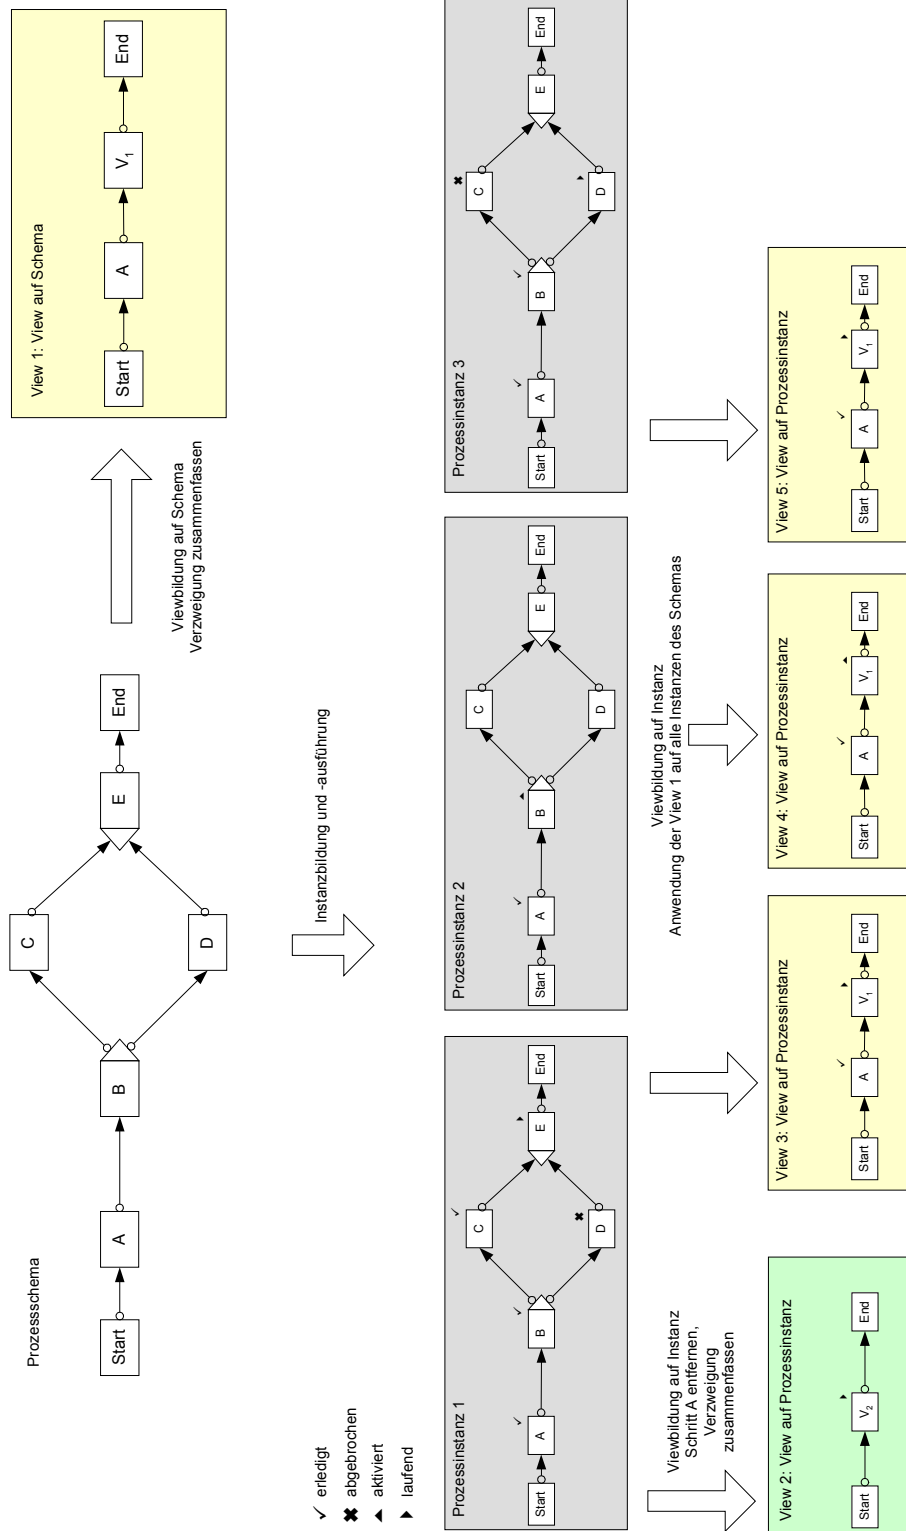 Prozessschema
Start
A
B
C
D
E
End
Viewbildung auf Schema
Verzweigung zusammenfassen
View 1: View auf Schema
Start
A
V1
End
Instanzbildung und -ausführung
erledigt
abgebrochen
aktiviert
laufend
Prozessinstanz 1
Start
A
B
C
D
E
End
Prozessinstanz 2
Start
A
B
C
D
E
End
Prozessinstanz 3
Start
A
B
C
D
E
End
Viewbildung auf Instanz
Schritt A entfernen,
Verzweigung
zusammenfassen
Viewbildung auf Instanz
Anwendung der View 1 auf alle Instanzen des Schemas
View 2: View auf Prozessinstanz
Start
V2
End
View 3: View auf Prozessinstanz
Start
A
V1
End
View 4: View auf Prozessinstanz
Start
A
V1
End
View 5: View auf Prozessinstanz
Start
A
V1
End